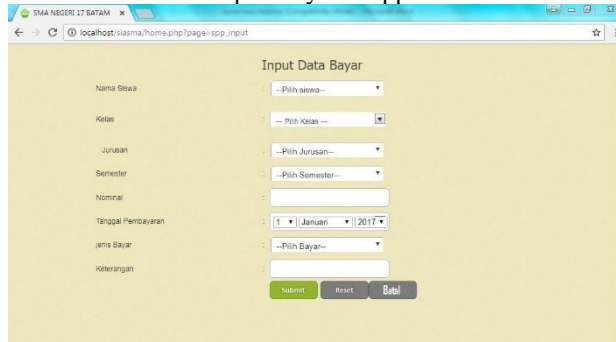 SMA NEGERI 17 BATAM
localhost/siasma/home.php?page=spp_input
Input Data Bayar
Nama Siswa : --Pilih siswa--
Kelas : --- Pilih Kelas ---
Jurusan : --Pilih Jurusan--
Semester : --Pilih Semester--
Nominal :
Tanggal Pembayaran : 1 Januari 2017
Jenis Bayar : --Pilih Bayar--
Keterangan :
Submit Reset Batal